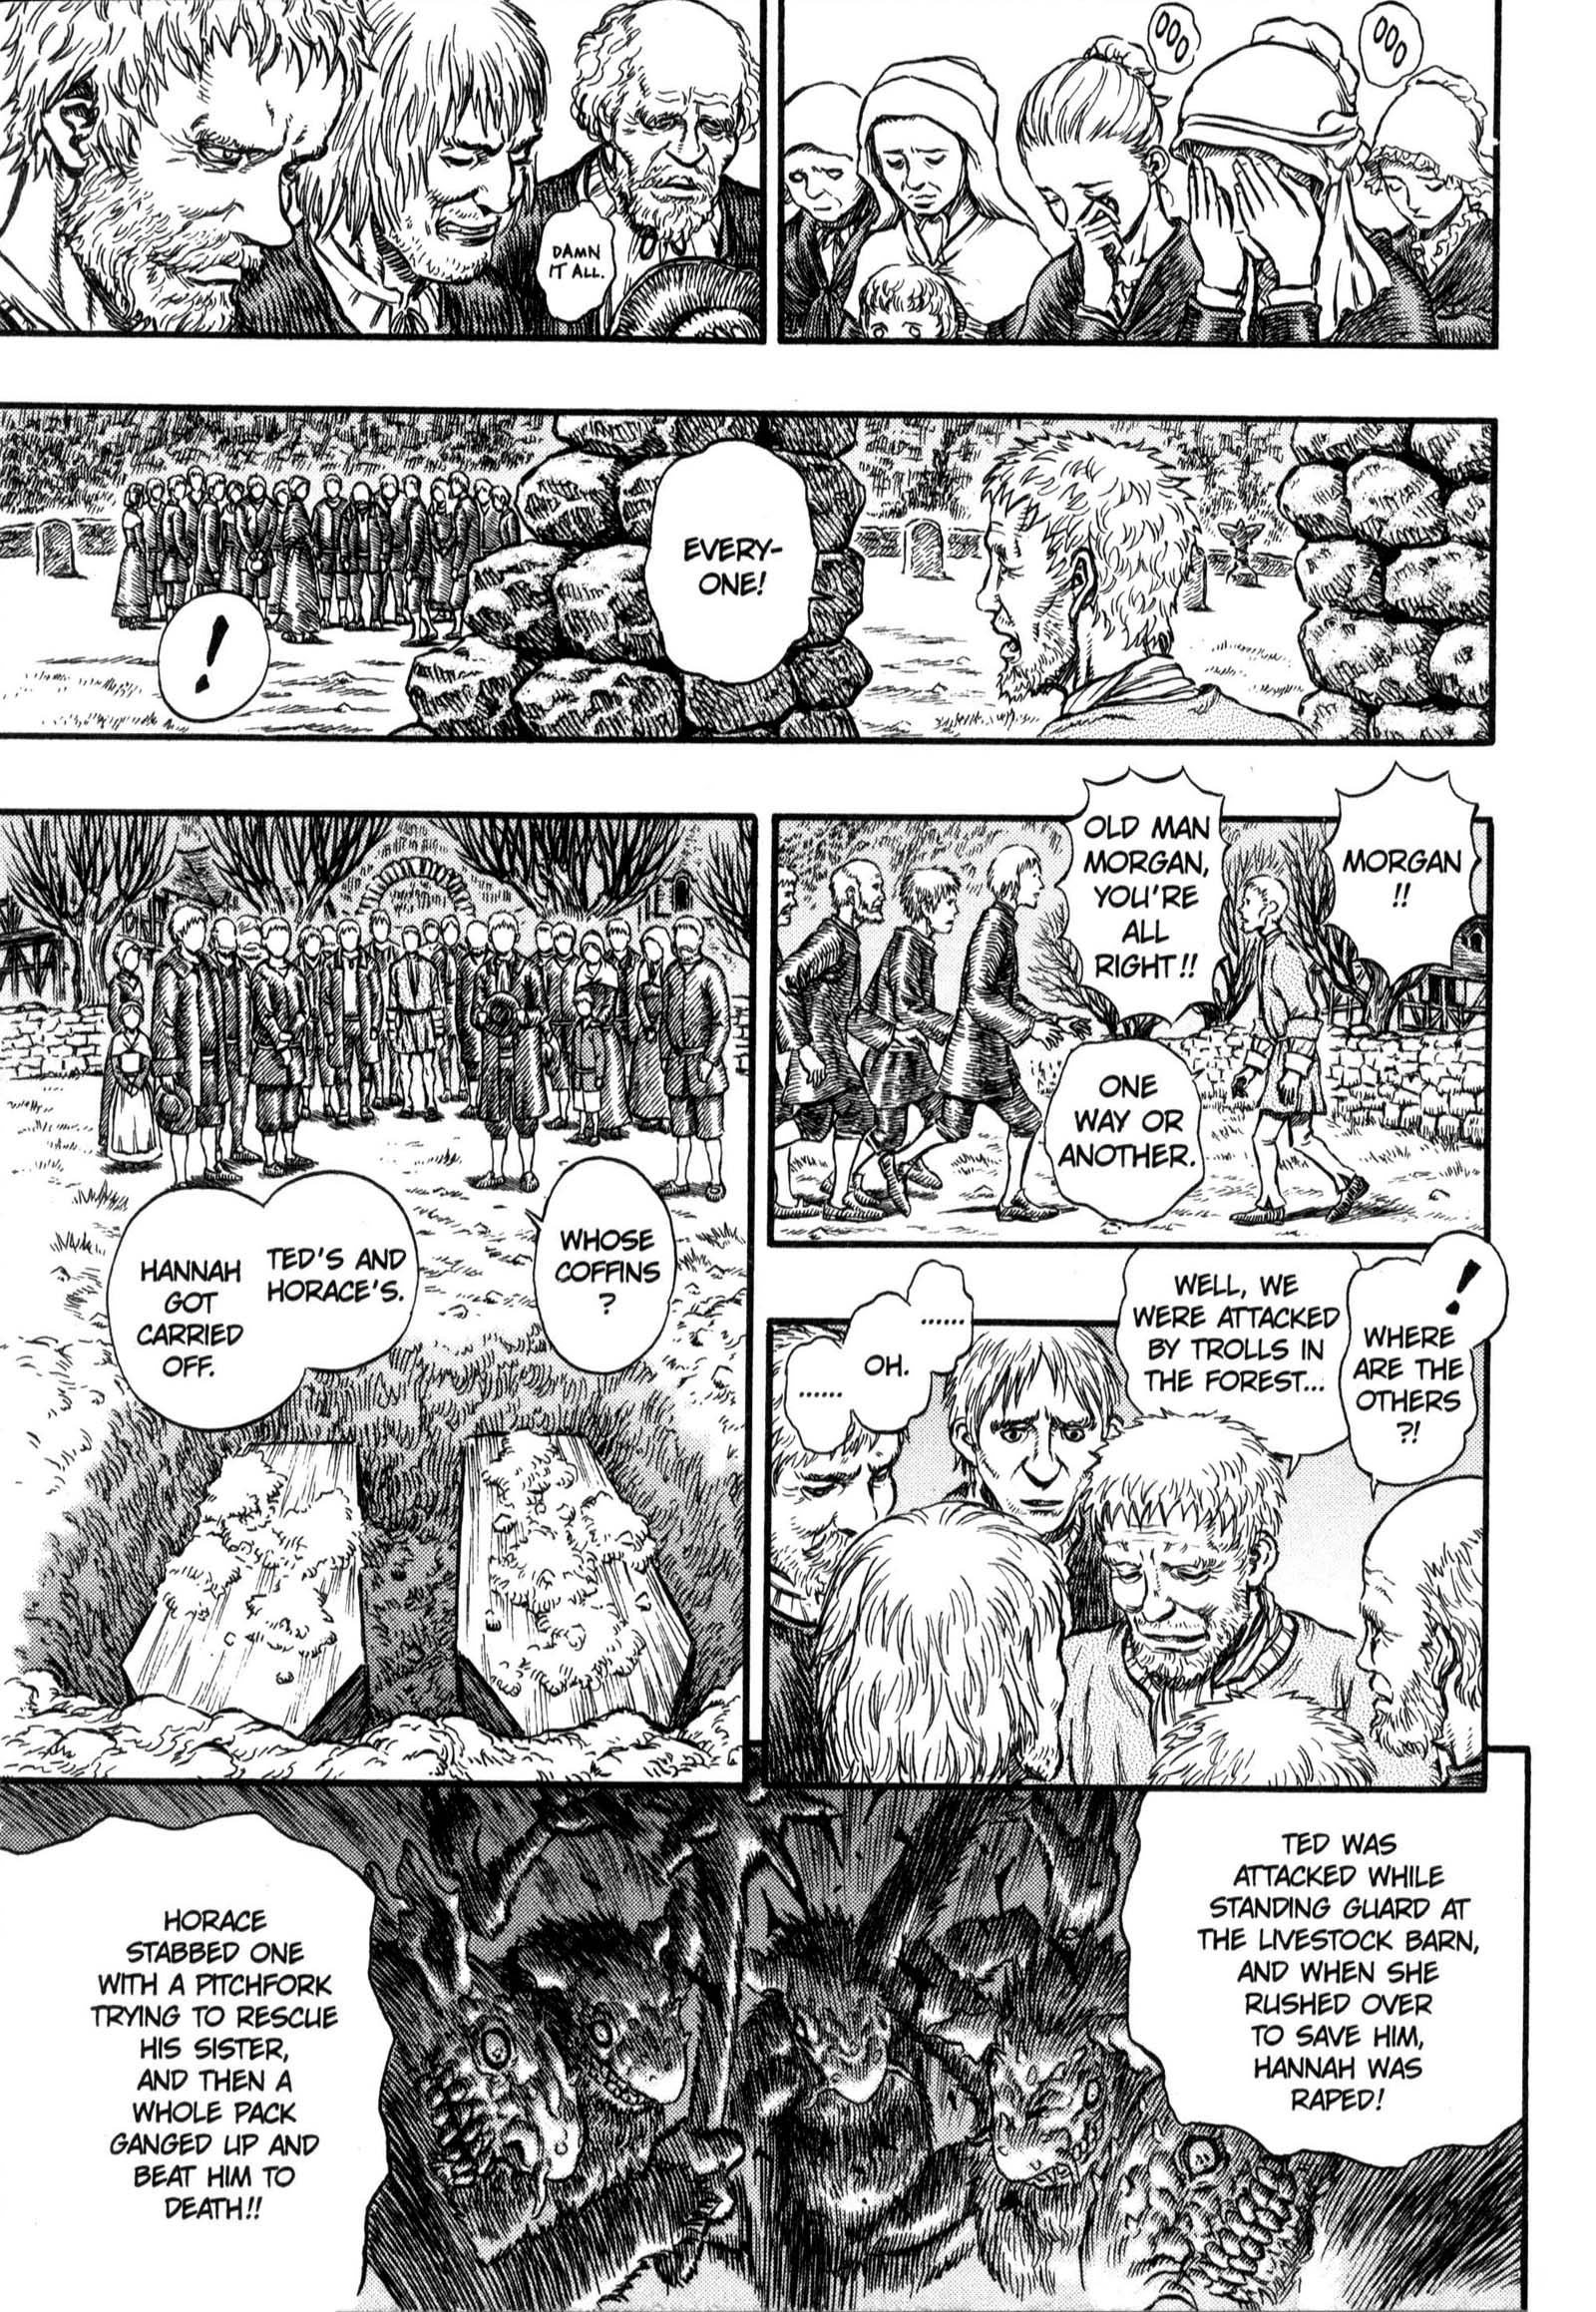 DAMN
IT ALL.
EVERY-
ONE!
!
MORGAN
!!
OLD MAN
MORGAN,
YOU'RE
ALL
RIGHT!!
ONE
WAY OR
ANOTHER.
!
WHERE
ARE THE
OTHERS
?!
WELL, WE
WERE ATTACKED
BY TROLLS IN
THE FOREST...
......
OH.
......
WHOSE
COFFINS
?
TED'S AND
HORACE'S.
HANNAH
GOT
CARRIED
OFF.
TED WAS
ATTACKED WHILE
STANDING GUARD AT
THE LIVESTOCK BARN,
AND WHEN SHE
RUSHED OVER
TO SAVE HIM,
HANNAH WAS
RAPED!
HORACE
STABBED ONE
WITH A PITCHFORK
TRYING TO RESCUE
HIS SISTER,
AND THEN A
WHOLE PACK
GANGED UP AND
BEAT HIM TO
DEATH!!